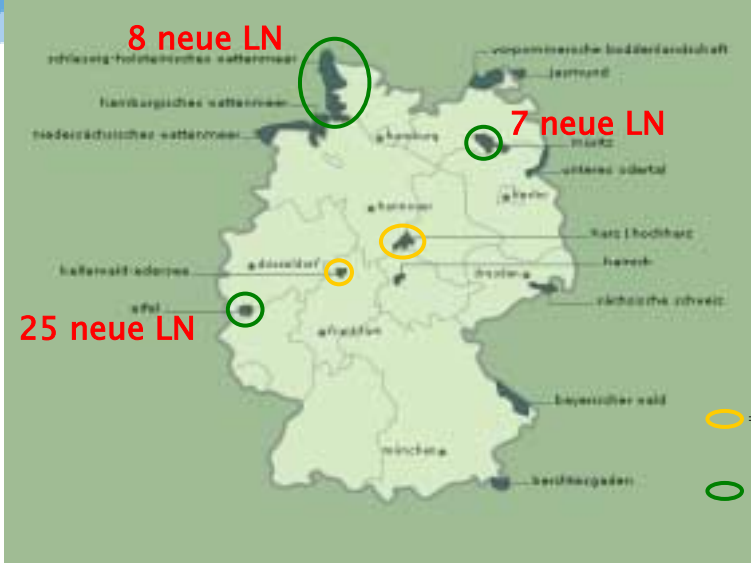 8 neue LN
schleswig-holsteinisches wattenmeer
vorpommersche boddenlandschaft
jasmund
hamburgisches wattenmeer
7 neue LN
niedersächsisches wattenmeer
hamburg
müritz
unteres odertal
berlin
hannover
harz | hochharz
kellerwald-edersee
düsseldorf
hainich
dresden
sächsische schweiz
eifel
25 neue LN
frankfurt
bayerischer wald
münchen
berchtesgaden